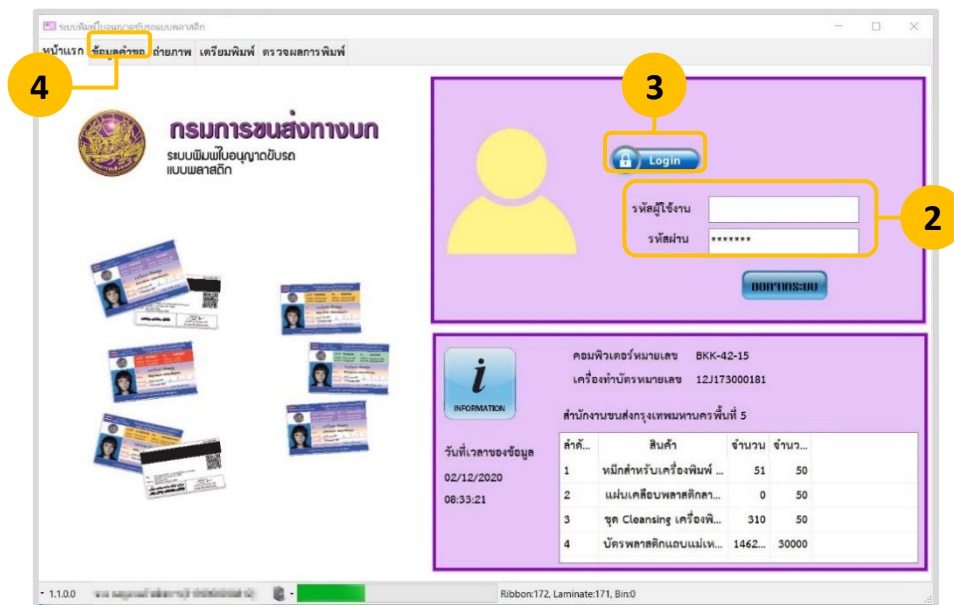 ระบบพิมพ์ใบอนุญาตขับรถแบบพลาสติก
หน้าแรก ข้อมูลคำขอ ถ่ายภาพ เตรียมพิมพ์ ตรวจผลการพิมพ์
4
3
2
กรมการขนส่งทางบก
ระบบพิมพ์ใบอนุญาตขับรถ
แบบพลาสติก
Login
รหัสผู้ใช้งาน
รหัสผ่าน *******
ออกจากระบบ
INFORMATION
คอมพิวเตอร์หมายเลข BKK-42-15
เครื่องทำบัตรหมายเลข 12J173000181
สำนักงานขนส่งกรุงเทพมหานครพื้นที่ 5
วันที่เวลาของข้อมูล
02/12/2020
08:33:21
ลำดั... สินค้า จำนวน จำนว...
1 หมึกสำหรับเครื่องพิมพ์ ... 51 50
2 แผ่นเคลือบพลาสติกลา... 0 50
3 ชุด Cleansing เครื่องพิ... 310 50
4 บัตรพลาสติกแถบแม่เห... 1462... 30000
1.1.0.0 Ribbon:172, Laminate:171, Bin:0